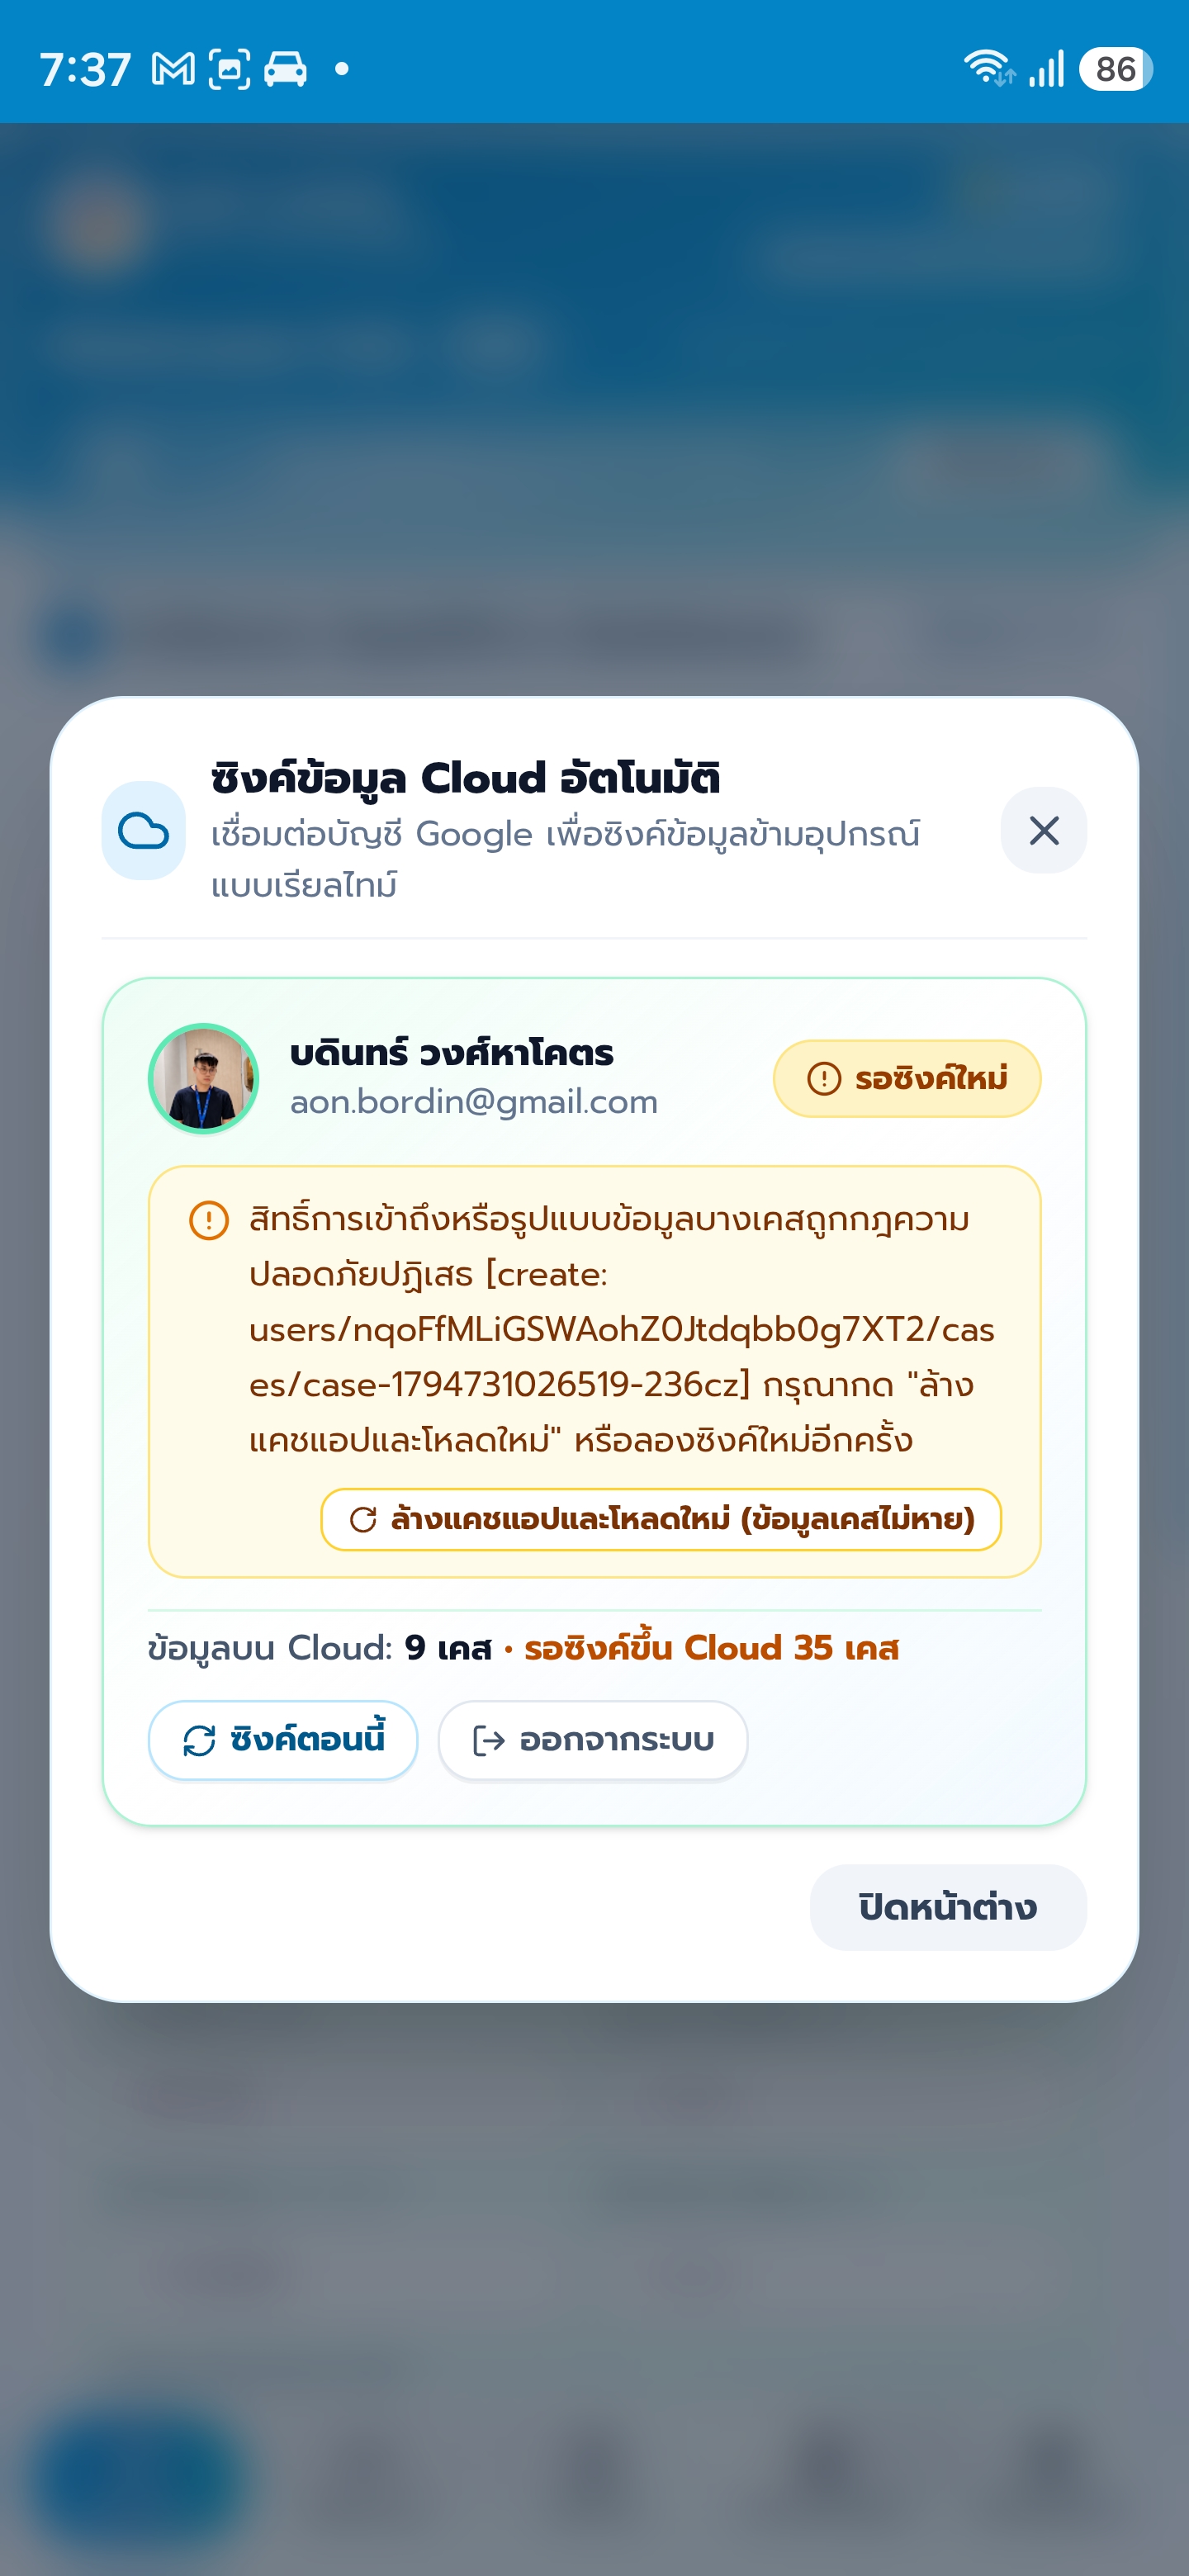 7:37
86
ซิงค์ข้อมูล Cloud อัตโนมัติ
เชื่อมต่อบัญชี Google เพื่อซิงค์ข้อมูลข้ามอุปกรณ์
แบบเรียลไทม์
บดินทร์ วงศ์หาโคตร
aon.bordin@gmail.com
รอซิงค์ใหม่
สิทธิ์การเข้าถึงหรือรูปแบบข้อมูลบางเคสถูกกฎความ
ปลอดภัยปฏิเสธ [create:
users/nqoFfMLiGSWAohZ0Jtdqbb0g7XT2/cas
es/case-1794731026519-236cz] กรุณากด "ล้าง
แคชแอปและโหลดใหม่" หรือลองซิงค์ใหม่อีกครั้ง
ล้างแคชแอปและโหลดใหม่ (ข้อมูลเคสไม่หาย)
ข้อมูลบน Cloud: 9 เคส • รอซิงค์ขึ้น Cloud 35 เคส
ซิงค์ตอนนี้
ออกจากระบบ
ปิดหน้าต่าง